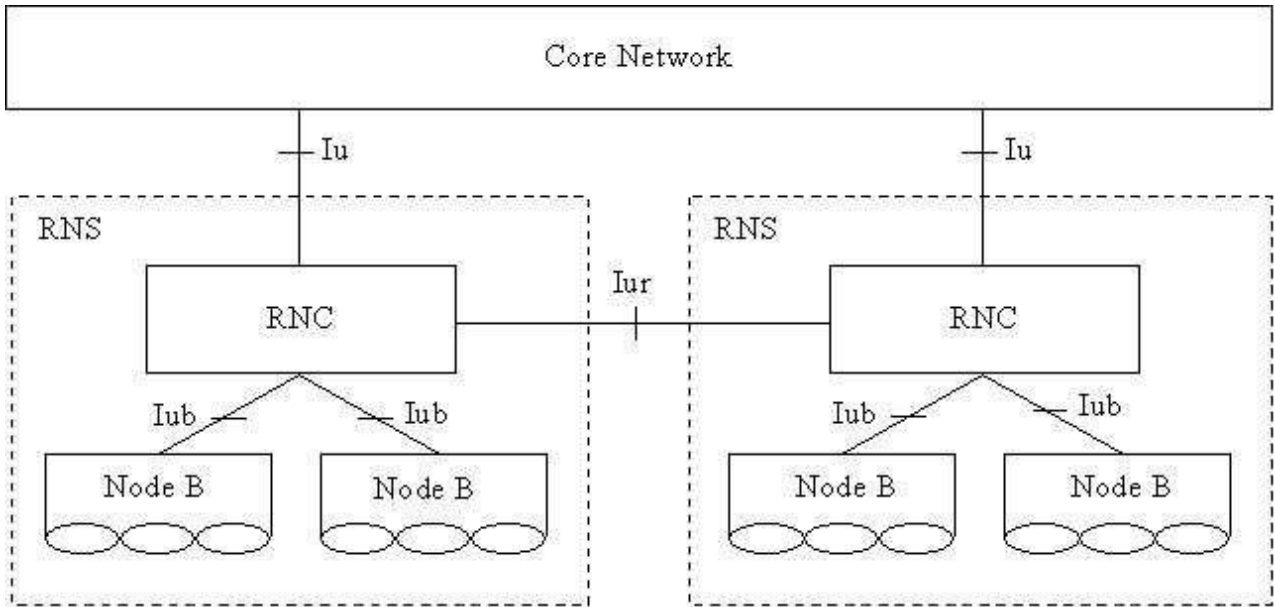 Core Network
Iu
Iu
RNS
RNS
Iur
RNC
RNC
Iub
Iub
Iub
Iub
Node B
Node B
Node B
Node B